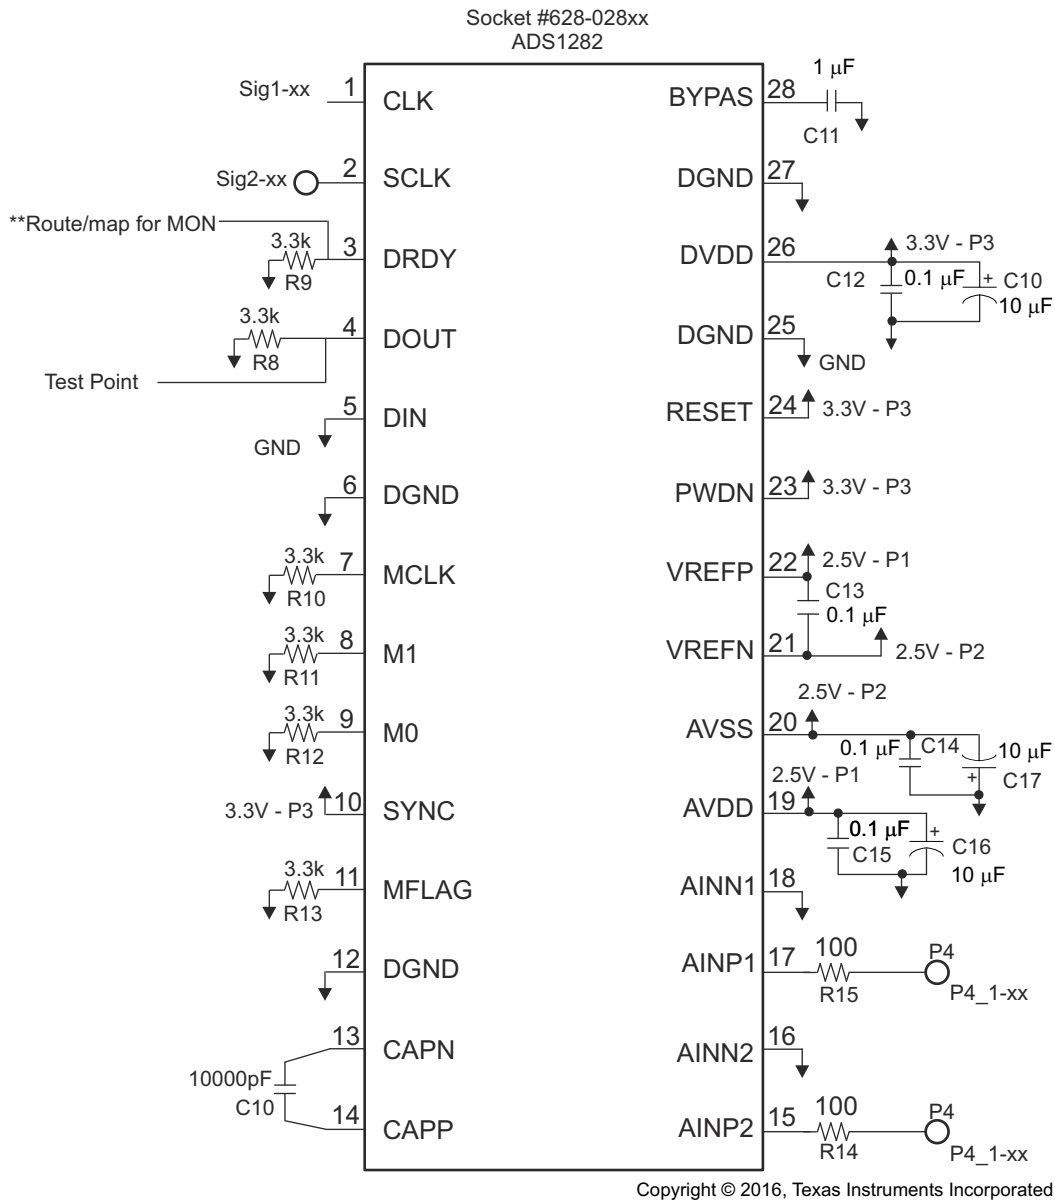 Socket #628-028xx
ADS1282
Sig1-xx
1
CLK
Sig2-xx
2
SCLK
**Route/map for MON
3.3k
R9
3
DRDY
3.3k
R8
4
DOUT
Test Point
5
DIN
GND
6
DGND
3.3k
R10
7
MCLK
3.3k
R11
8
M1
3.3k
R12
9
M0
3.3V - P3
10
SYNC
3.3k
R13
11
MFLAG
12
DGND
13
CAPN
10000pF
C10
14
CAPP
BYPAS
28
1 µF
C11
DGND
27
DVDD
26
3.3V - P3
C12
0.1 µF
C10
+
10 µF
DGND
25
GND
RESET
24
3.3V - P3
PWDN
23
3.3V - P3
VREFP
22
2.5V - P1
C13
0.1 µF
VREFN
21
2.5V - P2
2.5V - P2
AVSS
20
0.1 µF
C14
10 µF
+
C17
2.5V - P1
AVDD
19
0.1 µF
C15
+
C16
10 µF
AINN1
18
AINP1
17
100
R15
P4
P4_1-xx
AINN2
16
AINP2
15
100
R14
P4
P4_1-xx
Copyright © 2016, Texas Instruments Incorporated